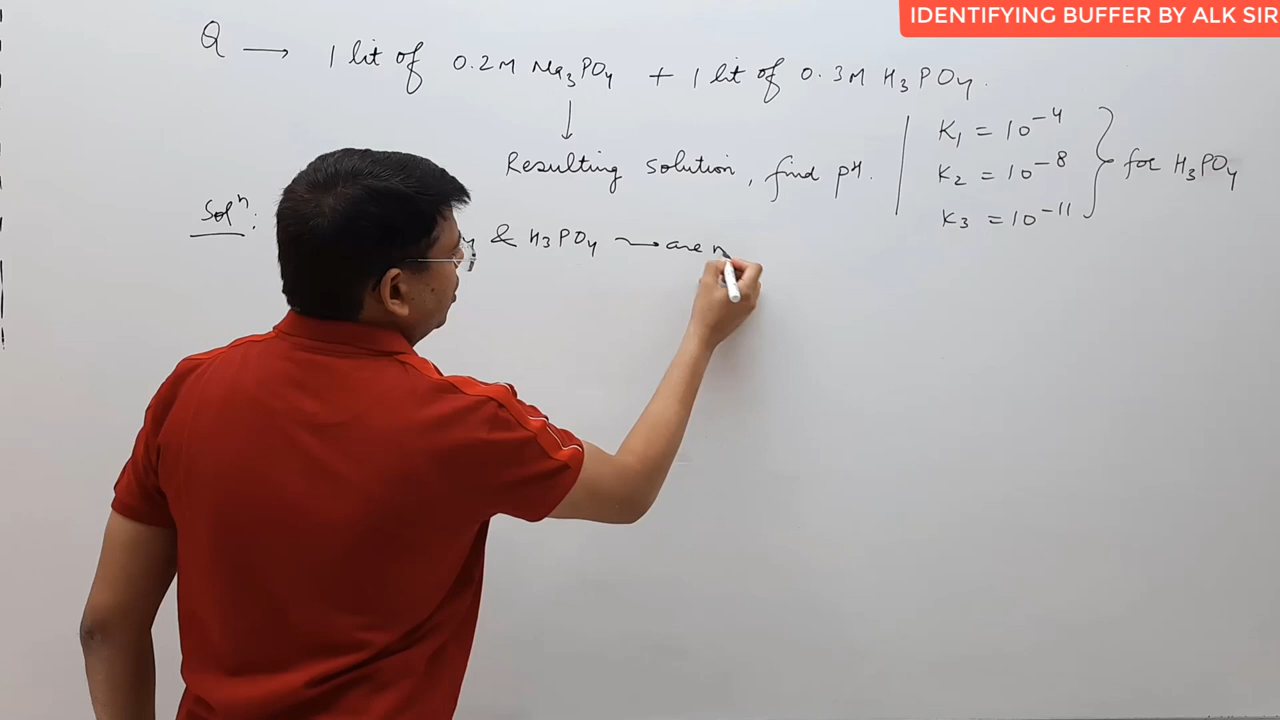 IDENTIFYING BUFFER BY ALK SIR
Q → 1 lit of 0.2M Na₃PO₄ + 1 lit of 0.3M H₃PO₄.
↓
Resulting solution, find pH.
K₁ = 10⁻⁴
K₂ = 10⁻⁸
K₃ = 10⁻¹¹
} for H₃PO₄
Solⁿ:
& H₃PO₄ → are